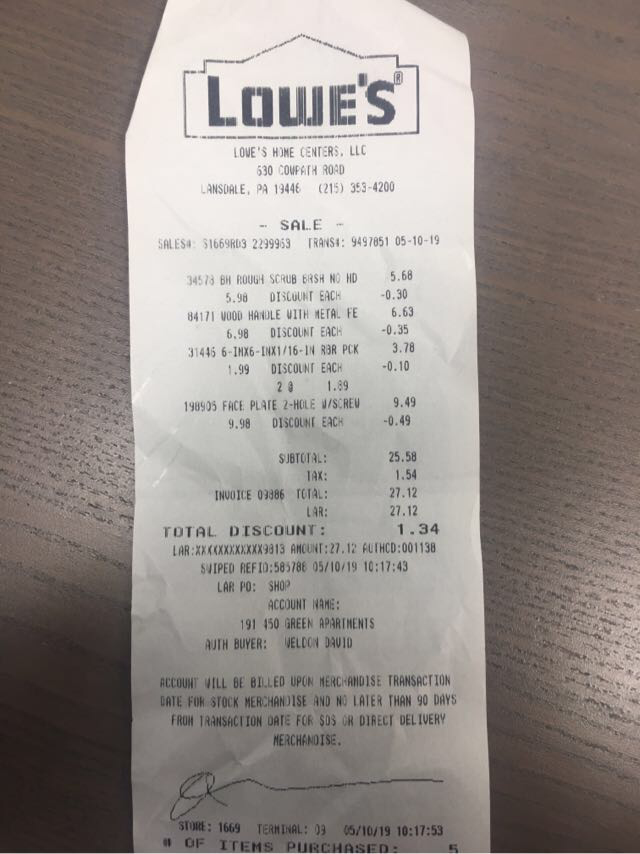 LOWE'S®
LOWE'S HOME CENTERS, LLC
630 COWPATH ROAD
LANSDALE, PA 19446 (215) 353-4200
- SALE -
SALES#: S1669RD3 2299963 TRANS#: 9497851 05-10-19
34573 BH ROUGH SCRUB BRSH NO HD 5.68
5.98 DISCOUNT EACH -0.30
84171 WOOD HANDLE WITH METAL FE 6.63
6.98 DISCOUNT EACH -0.35
31446 6-INX6-INX1/16-IN RBR PCK 3.78
1.99 DISCOUNT EACH -0.10
2 @ 1.89
198905 FACE PLATE 2-HOLE W/SCREW 9.49
9.98 DISCOUNT EACH -0.49
SUBTOTAL: 25.58
TAX: 1.54
INVOICE 09886 TOTAL: 27.12
LAR: 27.12
TOTAL DISCOUNT: 1.34
LAR:XXXXXXXXXXXX9813 AMOUNT:27.12 AUTHCD:001138
SWIPED REFID:585786 05/10/19 10:17:43
LAR PO: SHOP
ACCOUNT NAME:
191 450 GREEN APARTMENTS
AUTH BUYER: WELDON DAVID
ACCOUNT WILL BE BILLED UPON MERCHANDISE TRANSACTION
DATE FOR STOCK MERCHANDISE AND NO LATER THAN 90 DAYS
FROM TRANSACTION DATE FOR SOS OR DIRECT DELIVERY
MERCHANDISE.
STORE: 1669 TERMINAL: 09 05/10/19 10:17:53
# OF ITEMS PURCHASED: 5